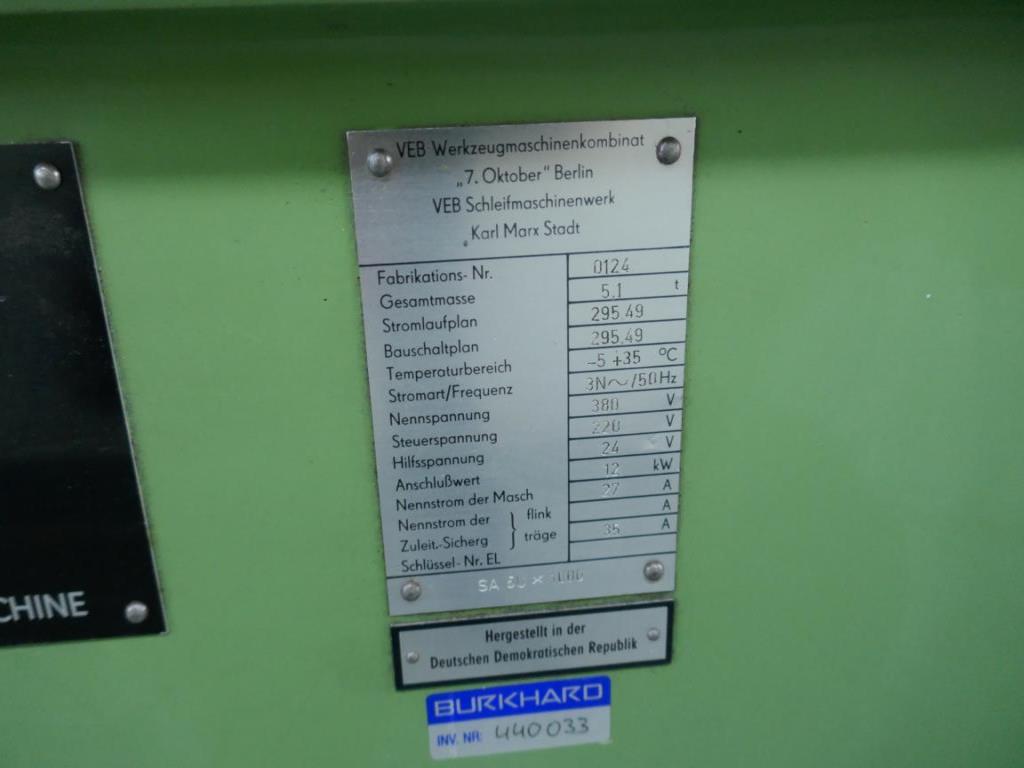 CHINE
VEB Werkzeugmaschinenkombinat
„7. Oktober" Berlin
VEB Schleifmaschinenwerk
Karl Marx Stadt
Fabrikations-Nr. 0124
Gesamtmasse 5.1 t
Stromlaufplan 295.49
Bauschaltplan 295.49
Temperaturbereich -5 +35 °C
Stromart/Frequenz 3N~/50Hz
Nennspannung 380 V
Steuerspannung 220 V
Hilfsspannung 24 V
Anschlußwert 12 kW
Nennstrom der Masch 27 A
Nennstrom der } flink A
Zuleit.-Sicherg } träge 35 A
Schlüssel-Nr. EL
SA
Hergestellt in der
Deutschen Demokratischen Republik
BURKHARD
INV. NR: 440033